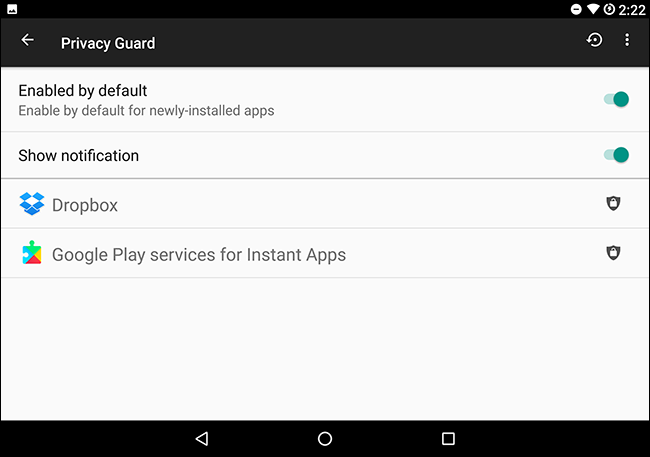 2:22
Privacy Guard
Enabled by default
Enable by default for newly-installed apps
Show notification
Dropbox
Google Play services for Instant Apps